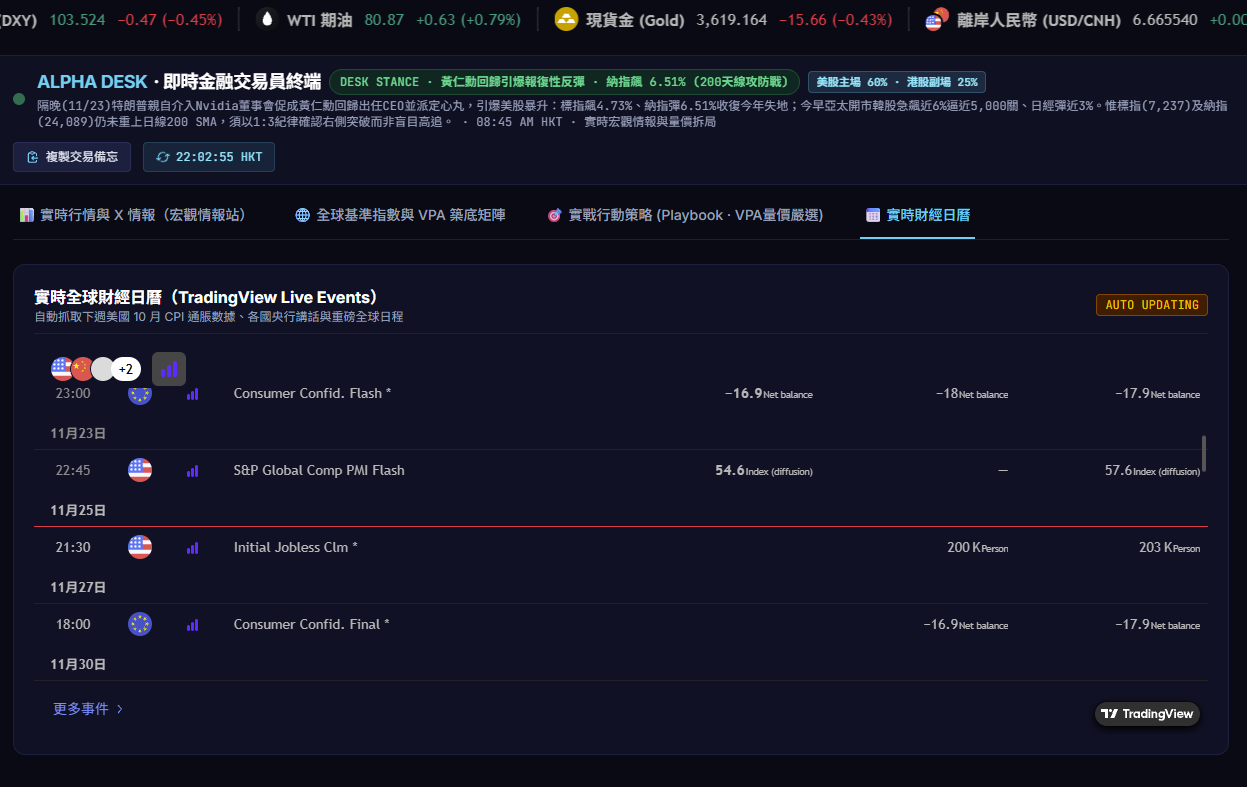 (DXY) 103.524 −0.47 (−0.45%) WTI 期油 80.87 +0.63 (+0.79%) 現貨金 (Gold) 3,619.164 −15.66 (−0.43%) 離岸人民幣 (USD/CNH) 6.665540 +0.00
ALPHA DESK · 即時金融交易員終端 DESK STANCE · 黃仁勳回歸引爆報復性反彈 · 納指飆 6.51% (200天線攻防戰) 美股主場 60% · 港股副場 25%
隔晚(11/23)特朗普親自介入Nvidia董事會促成黃仁勳回歸出任CEO並派定心丸，引爆美股暴升：標指飆4.73%、納指彈6.51%收復今年失地；今早亞太開市韓股急飆近6%逼近5,000關、日經彈近3%。惟標指(7,237)及納指
(24,089)仍未重上日線200 SMA，須以1:3紀律確認右側突破而非盲目高追。 · 08:45 AM HKT · 實時宏觀情報與量價拆局
複製交易備忘 22:02:55 HKT
實時行情與 X 情報（宏觀情報站） 全球基準指數與 VPA 築底矩陣 實戰行動策略 (Playbook · VPA量價嚴選) 實時財經日曆
實時全球財經日曆（TradingView Live Events）
AUTO UPDATING
自動抓取下週美國 10 月 CPI 通脹數據、各國央行講話與重磅全球日程
+2
23:00 Consumer Confid. Flash * −16.9 Net balance −18 Net balance −17.9 Net balance
11月23日
22:45 S&P Global Comp PMI Flash 54.6 Index (diffusion) — 57.6 Index (diffusion)
11月25日
21:30 Initial Jobless Clm * 200 K Person 203 K Person
11月27日
18:00 Consumer Confid. Final * −16.9 Net balance −17.9 Net balance
11月30日
更多事件
TradingView